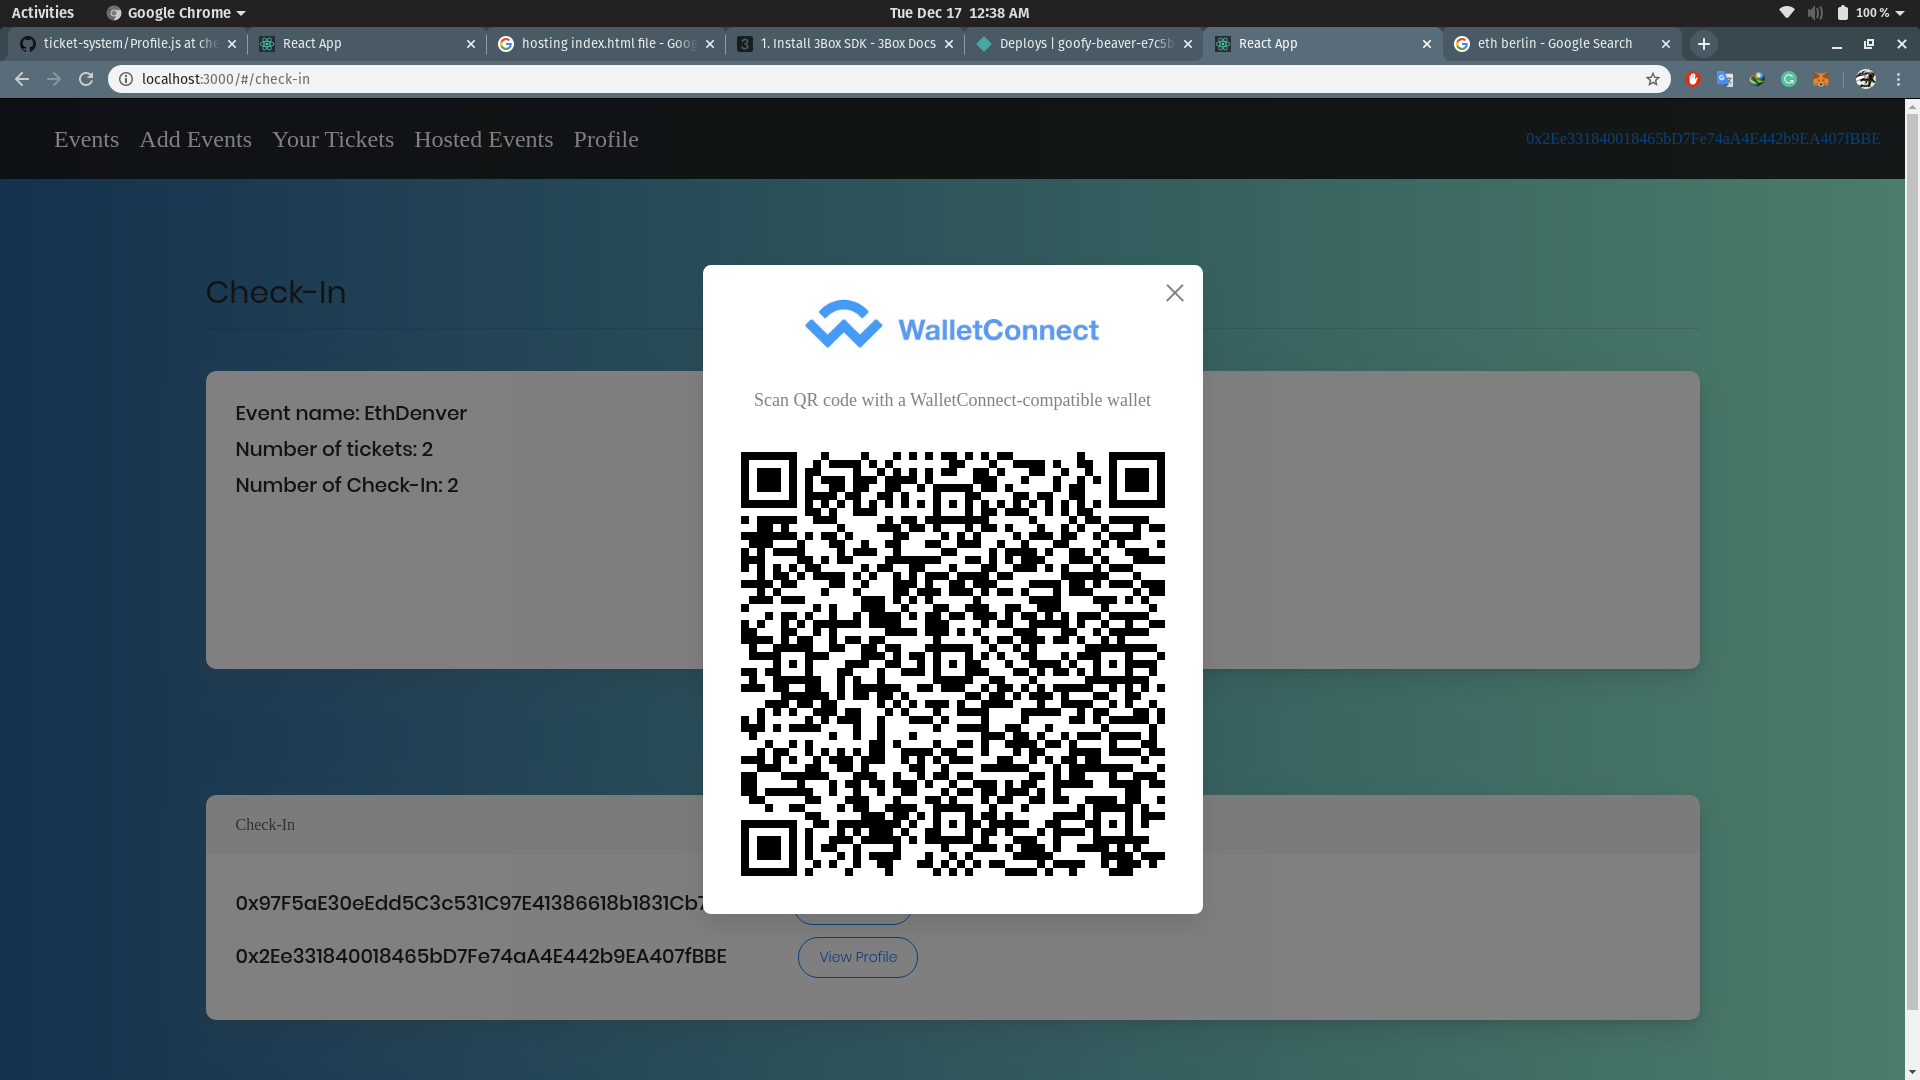 Activities
Google Chrome
Tue Dec 17 12:38 AM
100 %
ticket-system/Profile.js at che
React App
hosting index.html file - Goog
1. Install 3Box SDK - 3Box Docs
Deploys | goofy-beaver-e7c5b
React App
eth berlin - Google Search
localhost:3000/#/check-in
Events
Add Events
Your Tickets
Hosted Events
Profile
0x2Ee331840018465bD7Fe74aA4E442b9EA407fBBE
Check-In
Event name: EthDenver
Number of tickets: 2
Number of Check-In: 2
WalletConnect
Scan QR code with a WalletConnect-compatible wallet
Check-In
0x97F5aE30eEdd5C3c531C97E41386618b1831Cb7
0x2Ee331840018465bD7Fe74aA4E442b9EA407fBBE
View Profile